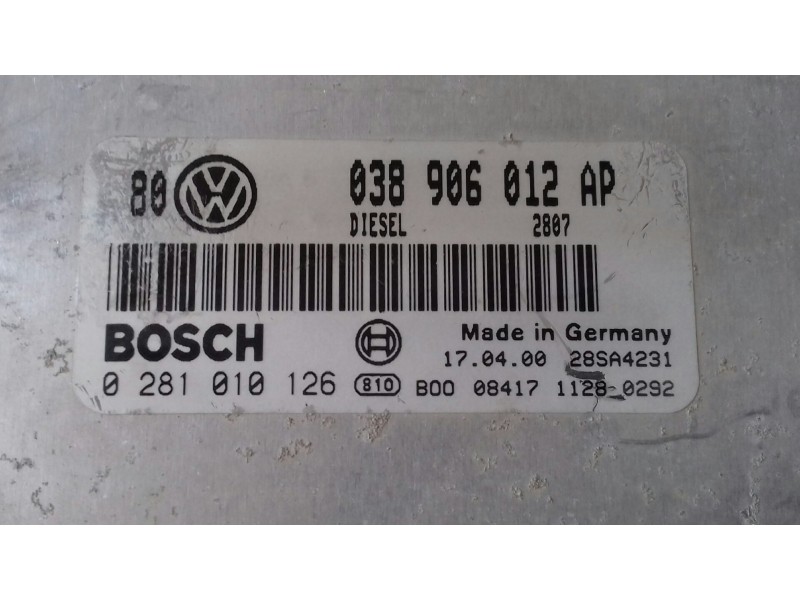 80 VW 038 906 012 AP
DIESEL 2807
BOSCH Made in Germany
17.04.00 28SA4231
0 281 010 126 810 B00 08417 1128 0292